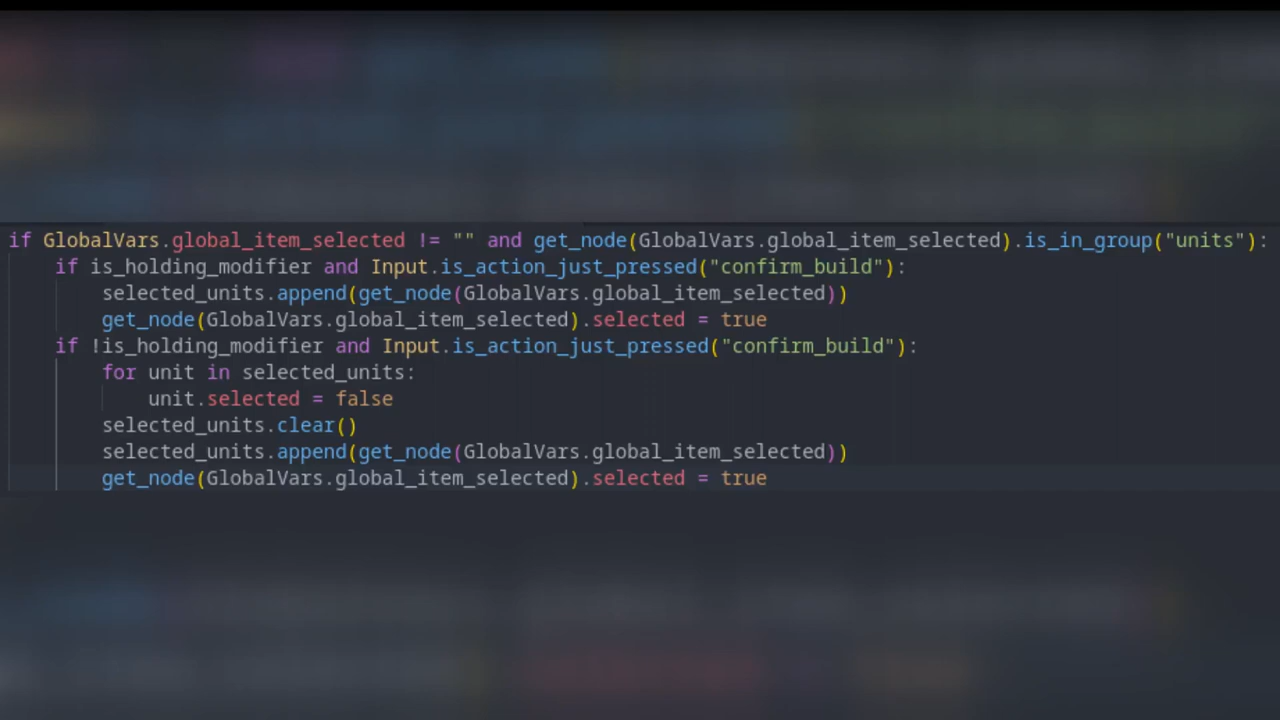 if GlobalVars.global_item_selected != "" and get_node(GlobalVars.global_item_selected).is_in_group("units"):
    if is_holding_modifier and Input.is_action_just_pressed("confirm_build"):
        selected_units.append(get_node(GlobalVars.global_item_selected))
        get_node(GlobalVars.global_item_selected).selected = true
    if !is_holding_modifier and Input.is_action_just_pressed("confirm_build"):
        for unit in selected_units:
            unit.selected = false
        selected_units.clear()
        selected_units.append(get_node(GlobalVars.global_item_selected))
        get_node(GlobalVars.global_item_selected).selected = true